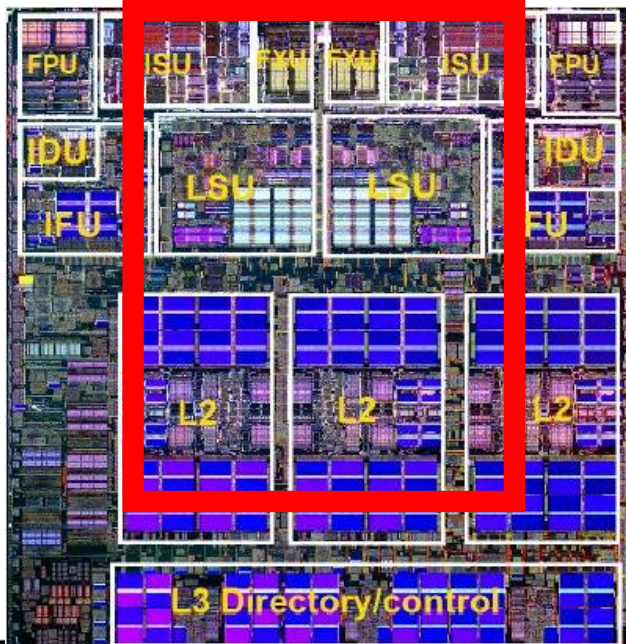 FPU ISU FXU FXU ISU FPU
IDU LSU LSU IDU
IFU FU
L2 L2 L2
L3 Directory/control